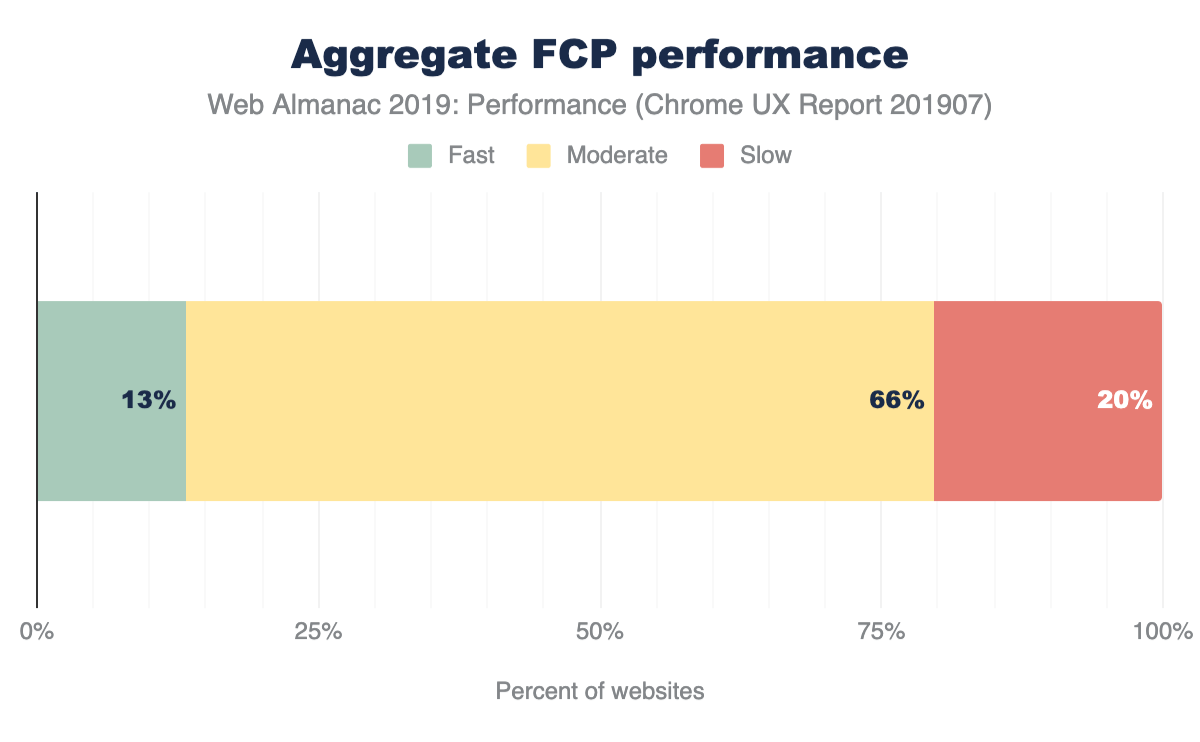 Aggregate FCP performance
Web Almanac 2019: Performance (Chrome UX Report 201907)
Fast Moderate Slow
13% 66% 20%
0% 25% 50% 75% 100%
Percent of websites